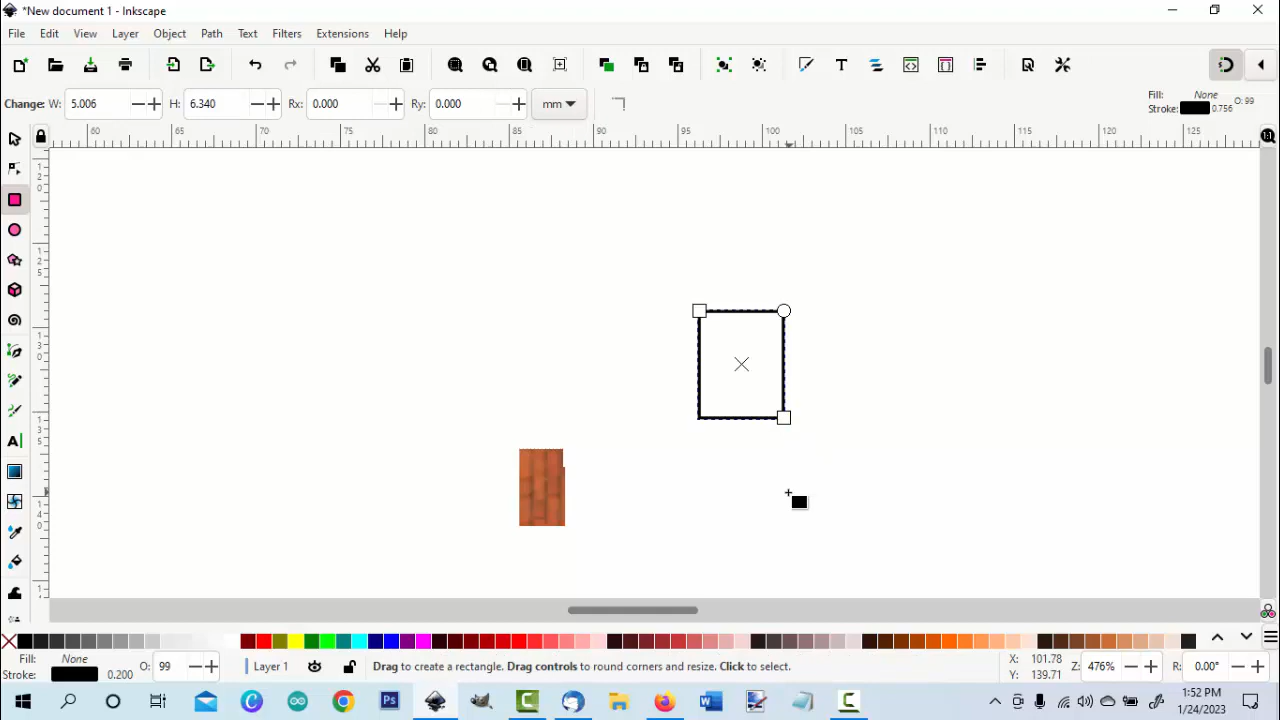 *New document 1 - Inkscape
File Edit View Layer Object Path Text Filters Extensions Help
Change: W: 5.006 H: 6.340 Rx: 0.000 Ry: 0.000 mm
Fill: None O: 99
Stroke: 0.756
60 65 70 75 80 85 90 95 100 105 110 115 120 125
Fill: None O: 99 Layer 1 Drag to create a rectangle. Drag controls to round corners and resize. Click to select. X: 101.78 Z: 476% R: 0.00°
Stroke: 0.200 Y: 139.71
1:52 PM
1/24/2023